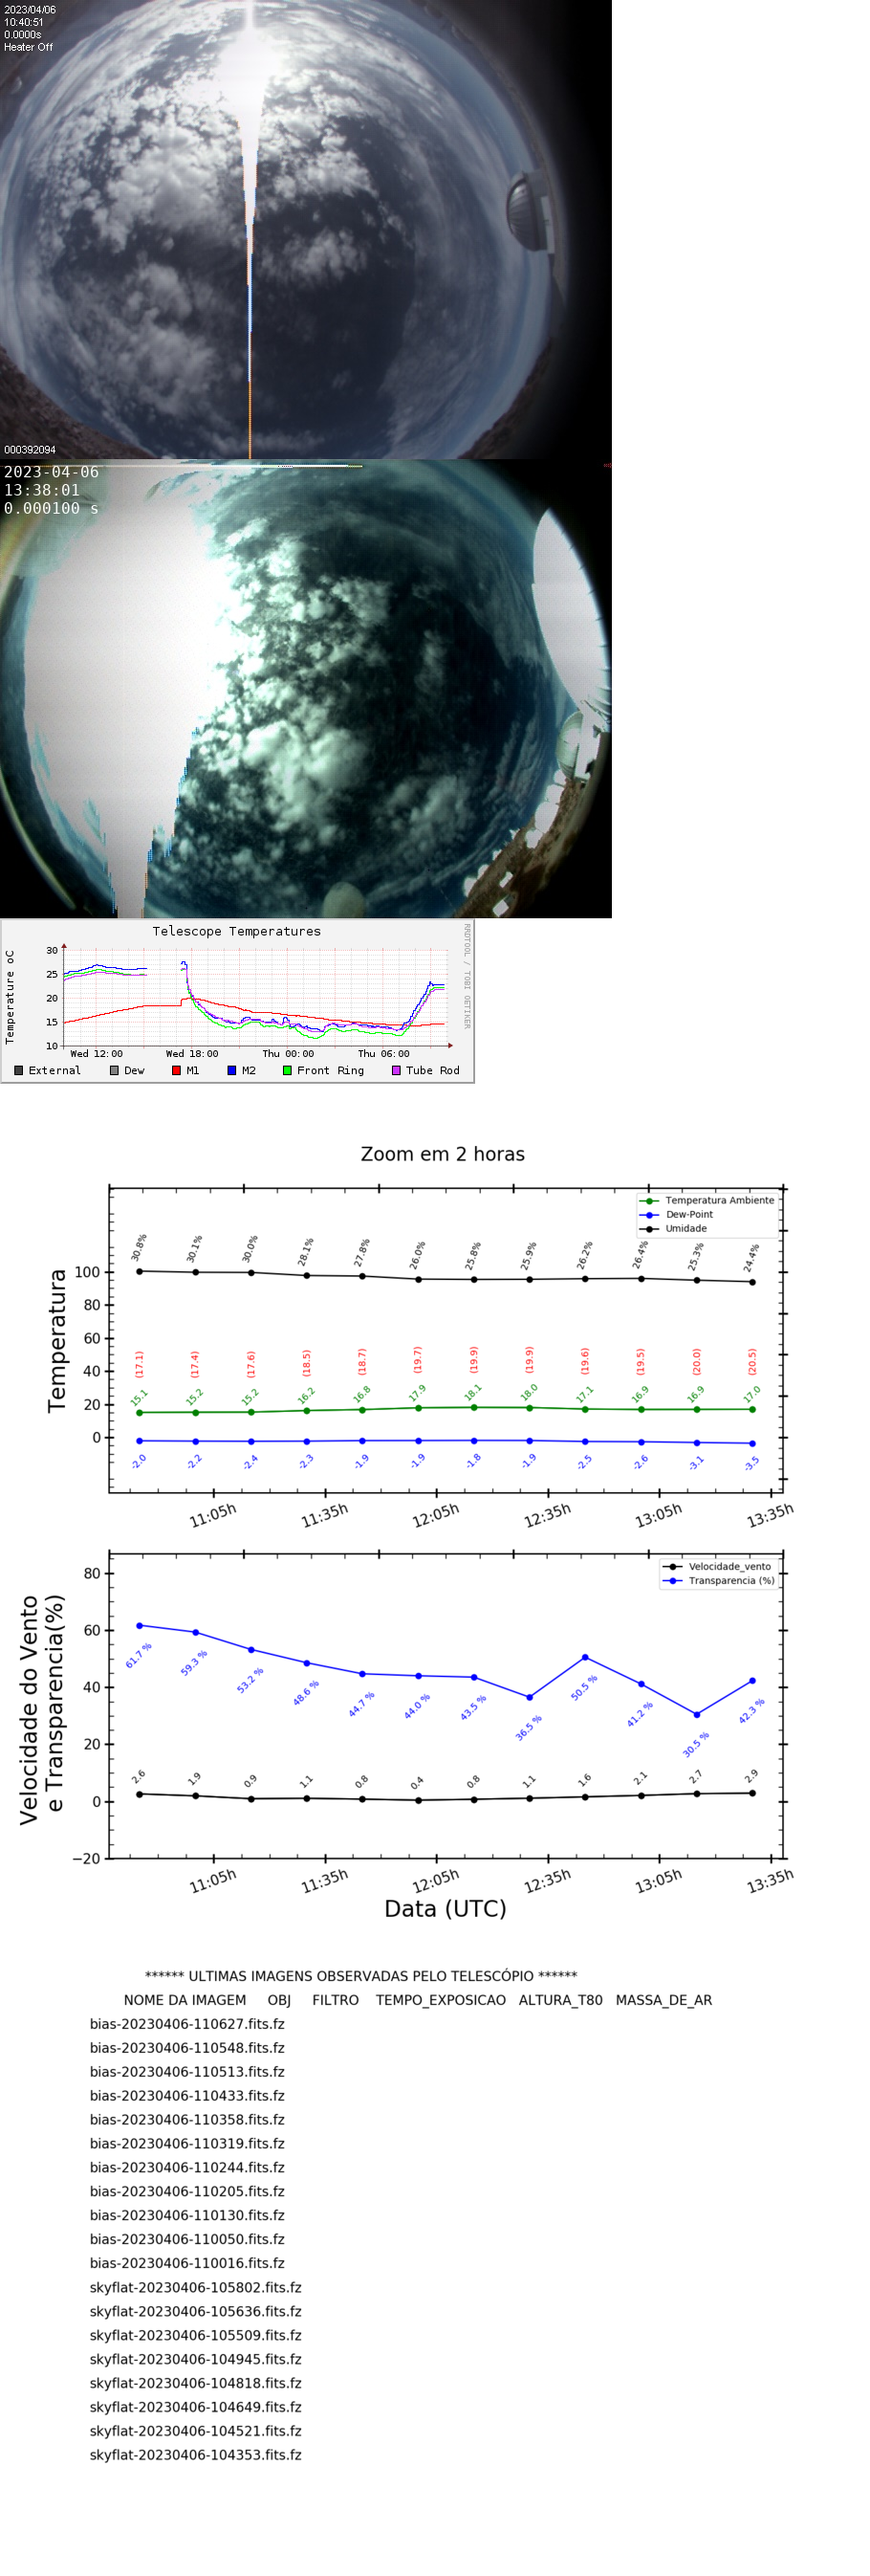 2023/04/06
10:40:51
0.0000s
Heater Off
000392094
2023-04-06
13:38:01
0.000100 s
Telescope Temperatures
RRDTOOL / TOBI OETIKER
Temperature oC
30
25
20
15
10
Wed 12:00 Wed 18:00 Thu 00:00 Thu 06:00
External Dew M1 M2 Front Ring Tube Rod
Zoom em 2 horas
Temperatura Ambiente
Dew-Point
Umidade
Temperatura
100
80
60
40
20
0
30.8% 30.1% 30.0% 28.1% 27.8% 26.0% 25.8% 25.9% 26.2% 26.4% 25.3% 24.4%
(17.1) (17.4) (17.6) (18.5) (18.7) (19.7) (19.9) (19.9) (19.6) (19.5) (20.0) (20.5)
15.1 15.2 15.2 16.2 16.8 17.9 18.1 18.0 17.1 16.9 16.9 17.0
-2.0 -2.2 -2.4 -2.3 -1.9 -1.9 -1.8 -1.9 -2.5 -2.6 -3.1 -3.5
11:05h 11:35h 12:05h 12:35h 13:05h 13:35h
Velocidade_vento
Transparencia (%)
Velocidade do Vento
e Transparencia(%)
80
60
40
20
0
−20
61.7 % 59.3 % 53.2 % 48.6 % 44.7 % 44.0 % 43.5 % 36.5 % 50.5 % 41.2 % 30.5 % 42.3 %
2.6 1.9 0.9 1.1 0.8 0.4 0.8 1.1 1.6 2.1 2.7 2.9
11:05h 11:35h 12:05h 12:35h 13:05h 13:35h
Data (UTC)
****** ULTIMAS IMAGENS OBSERVADAS PELO TELESCÓPIO ******
NOME DA IMAGEM OBJ FILTRO TEMPO_EXPOSICAO ALTURA_T80 MASSA_DE_AR
bias-20230406-110627.fits.fz
bias-20230406-110548.fits.fz
bias-20230406-110513.fits.fz
bias-20230406-110433.fits.fz
bias-20230406-110358.fits.fz
bias-20230406-110319.fits.fz
bias-20230406-110244.fits.fz
bias-20230406-110205.fits.fz
bias-20230406-110130.fits.fz
bias-20230406-110050.fits.fz
bias-20230406-110016.fits.fz
skyflat-20230406-105802.fits.fz
skyflat-20230406-105636.fits.fz
skyflat-20230406-105509.fits.fz
skyflat-20230406-104945.fits.fz
skyflat-20230406-104818.fits.fz
skyflat-20230406-104649.fits.fz
skyflat-20230406-104521.fits.fz
skyflat-20230406-104353.fits.fz